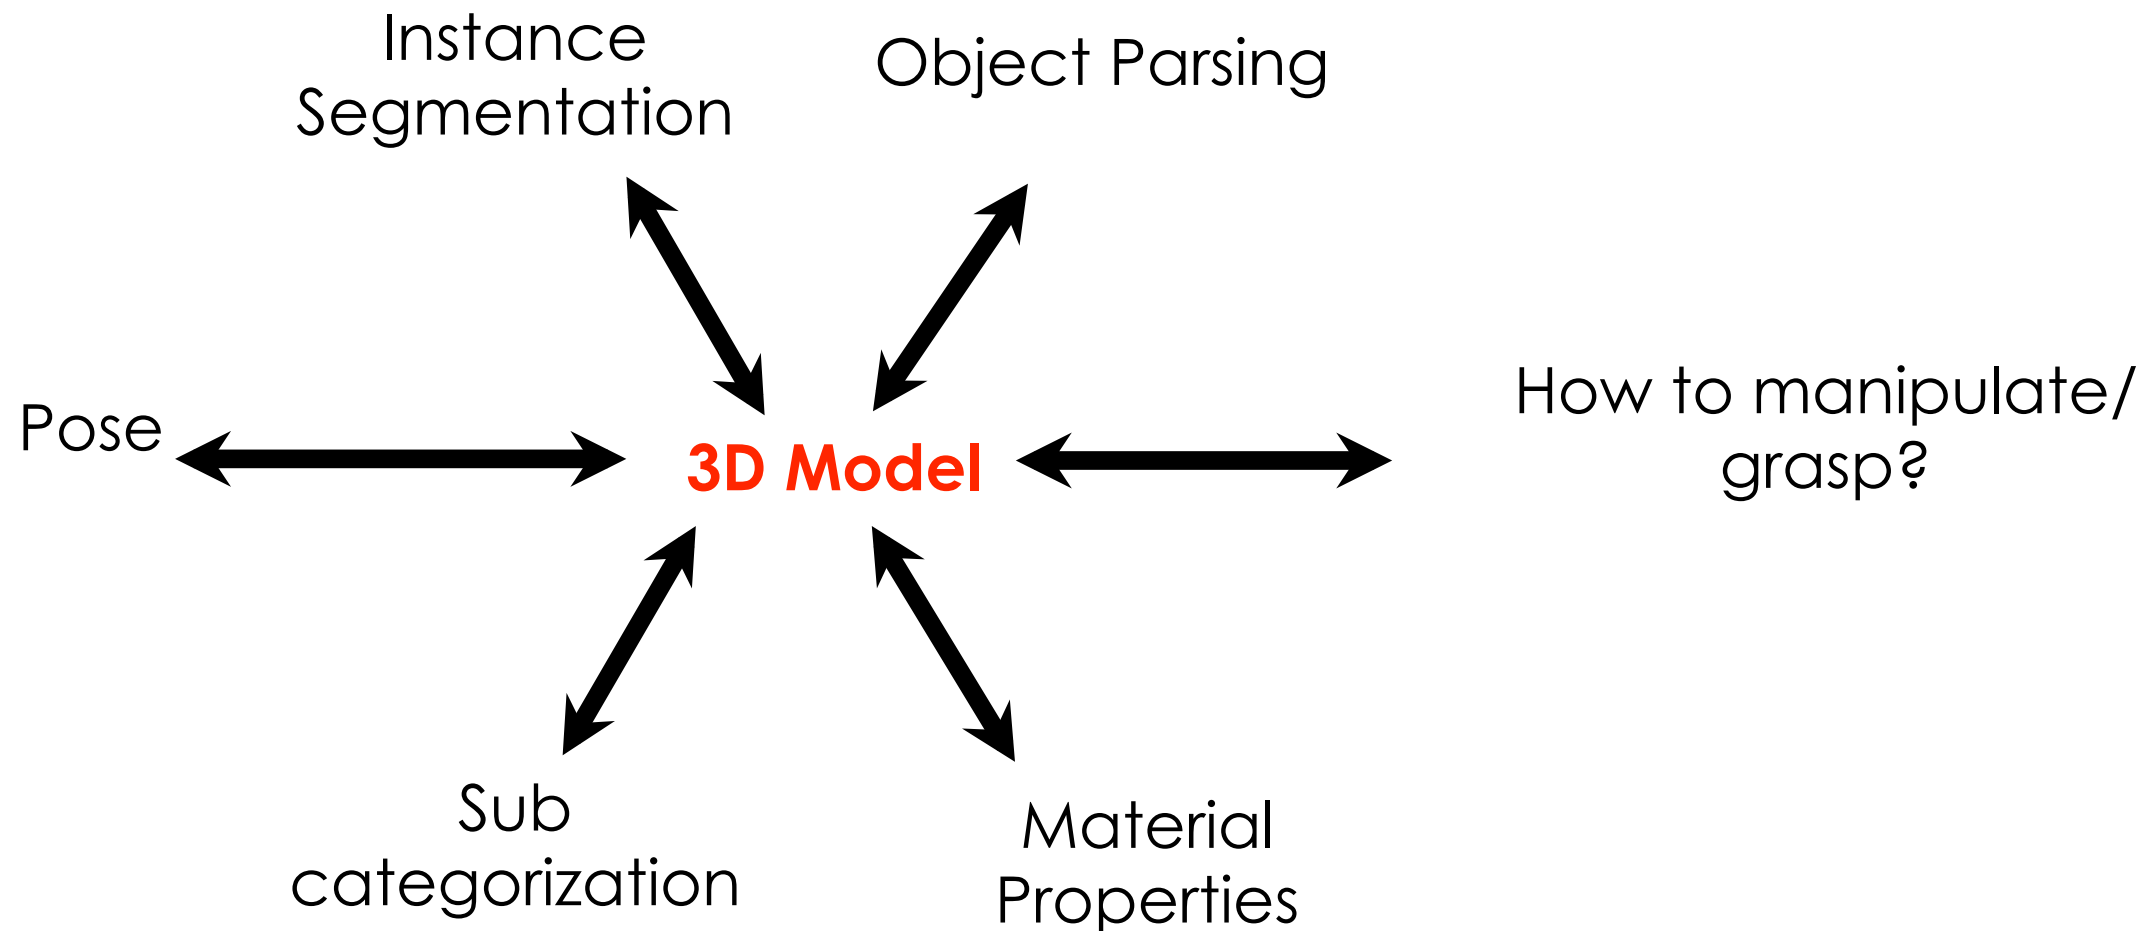 Instance
Segmentation
Object Parsing
Pose
3D Model
How to manipulate/
grasp?
Sub
categorization
Material
Properties